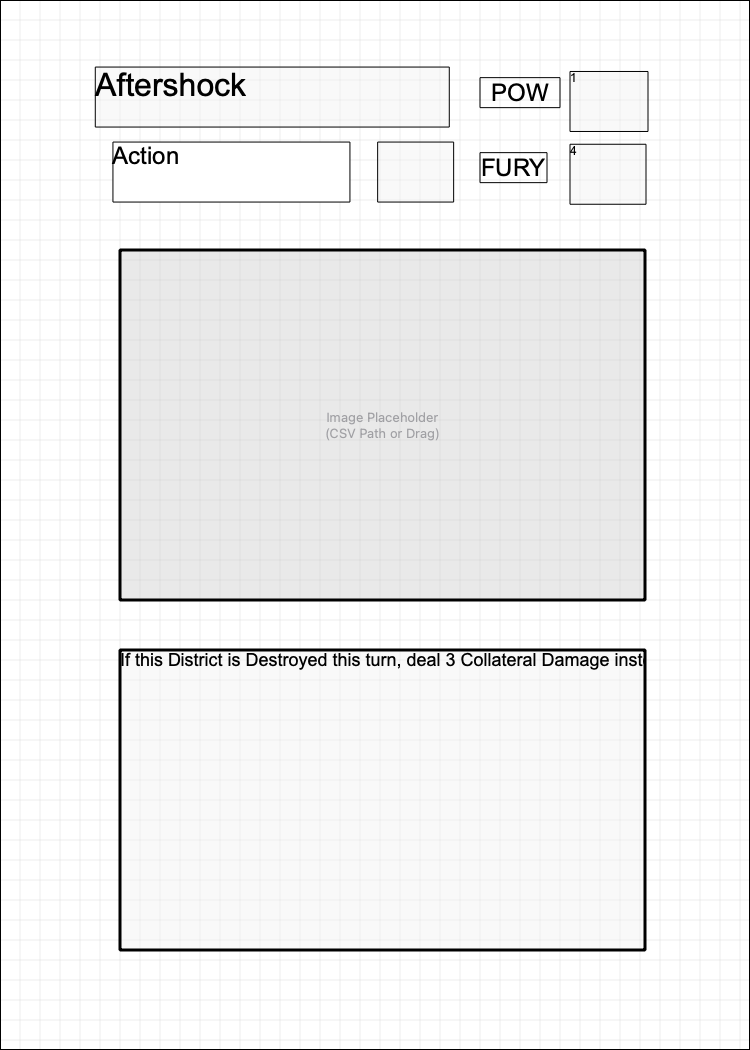 Aftershock
POW
1
Action
FURY
4
Image Placeholder
(CSV Path or Drag)
If this District is Destroyed this turn, deal 3 Collateral Damage inst